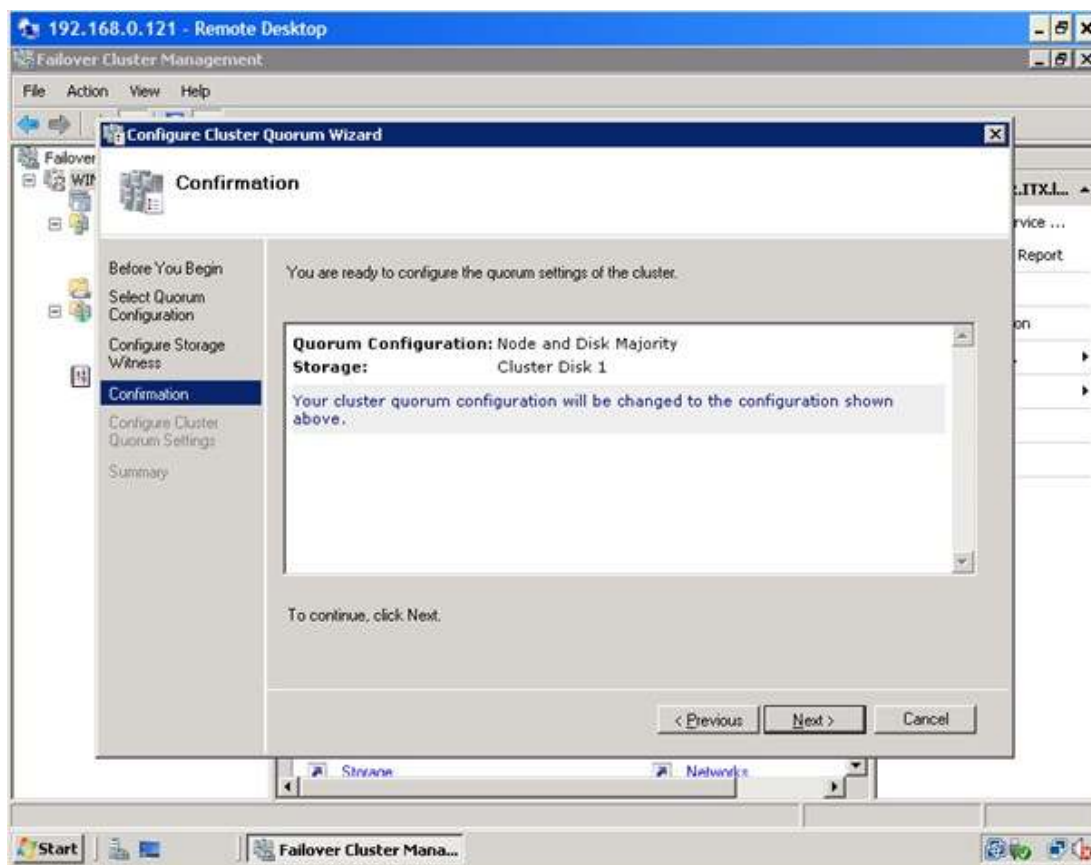 192.168.0.121 - Remote Desktop
Failover Cluster Management
File Action View Help
Configure Cluster Quorum Wizard
Failover
Confirmation
:.ITX.l...
rvice ...
Report
on
Before You Begin
Select Quorum
Configuration
Configure Storage
Witness
Confirmation
Configure Cluster
Quorum Settings
Summary
You are ready to configure the quorum settings of the cluster.
Quorum Configuration: Node and Disk Majority
Storage: Cluster Disk 1
Your cluster quorum configuration will be changed to the configuration shown
above.
To continue, click Next.
< Previous Next > Cancel
Storage Networks
Start Failover Cluster Mana...